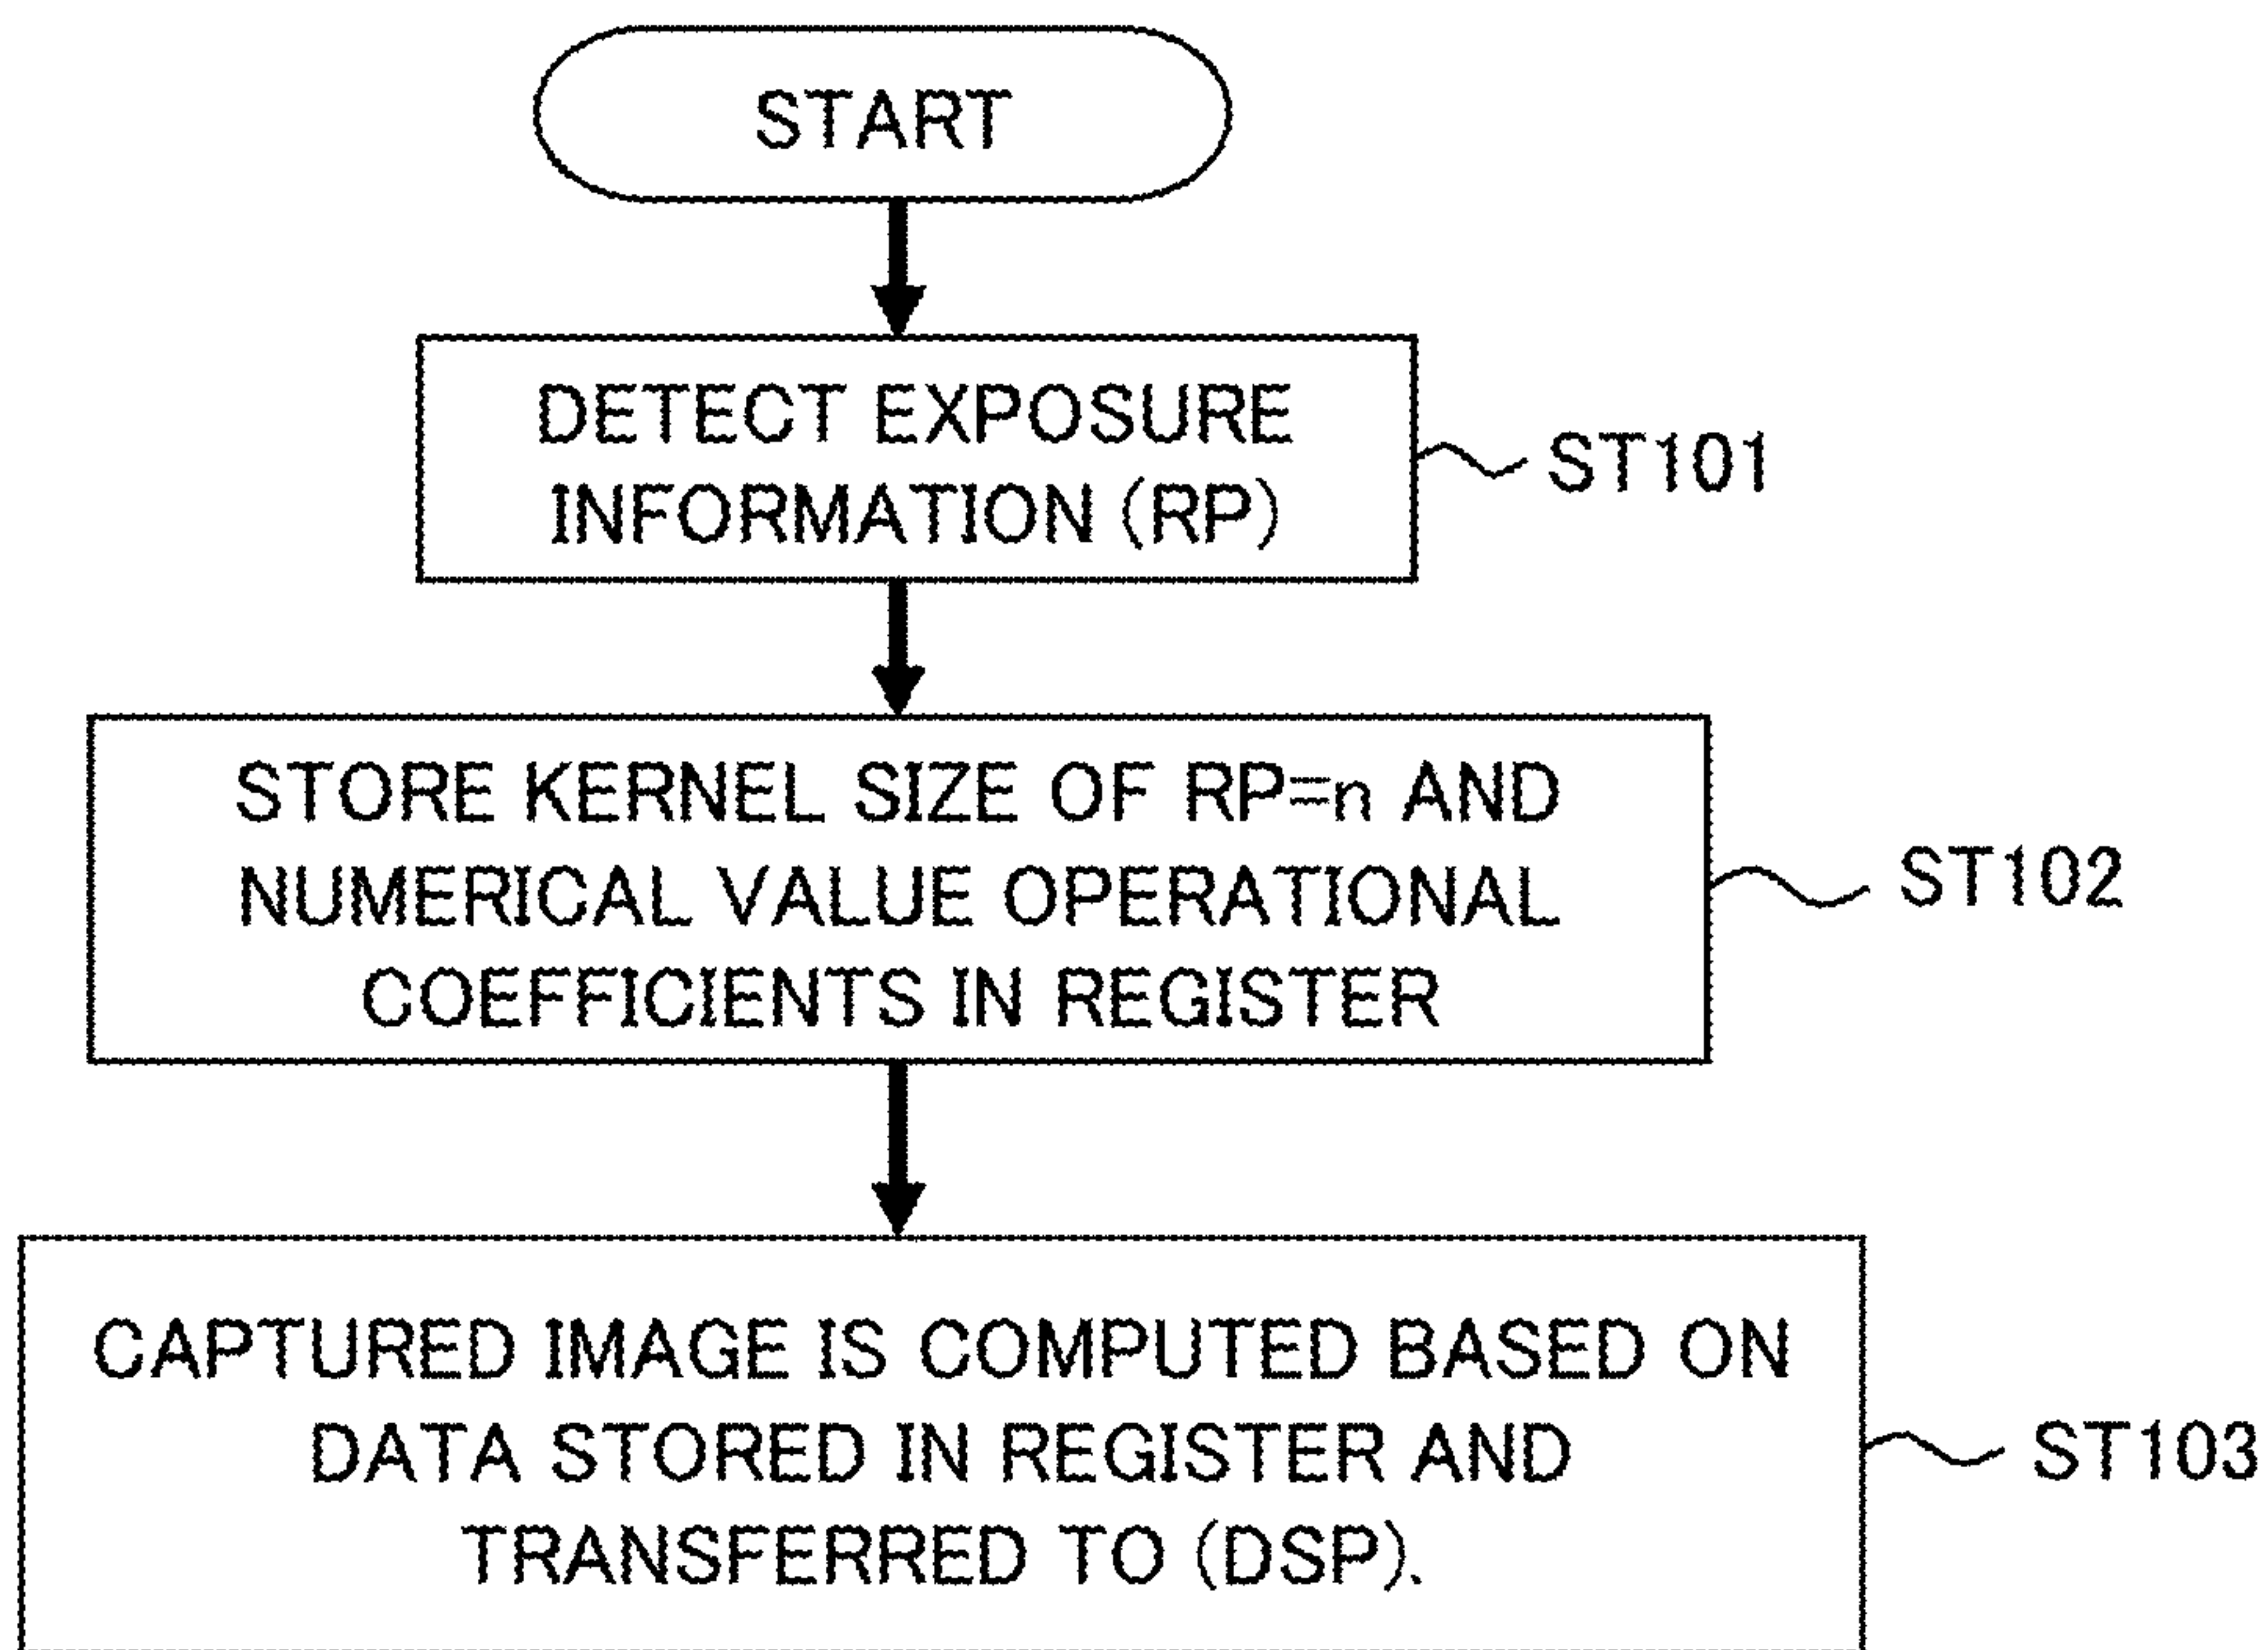 START
DETECT EXPOSURE
INFORMATION (RP)
ST101
STORE KERNEL SIZE OF RP=n AND
NUMERICAL VALUE OPERATIONAL
COEFFICIENTS IN REGISTER
ST102
CAPTURED IMAGE IS COMPUTED BASED ON
DATA STORED IN REGISTER AND
TRANSFERRED TO (DSP).
ST103